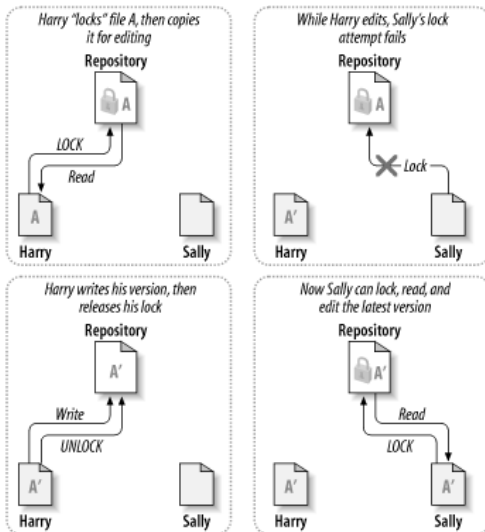 Harry “locks” file A, then copies
it for editing
Repository
A
LOCK
Read
A
Harry
Sally
While Harry edits, Sally’s lock
attempt fails
Repository
A
Lock
A’
Harry
Sally
Harry writes his version, then
releases his lock
Repository
A’
Write
UNLOCK
A’
Harry
Sally
Now Sally can lock, read, and
edit the latest version
Repository
A’
Read
LOCK
A’
A’
Harry
Sally